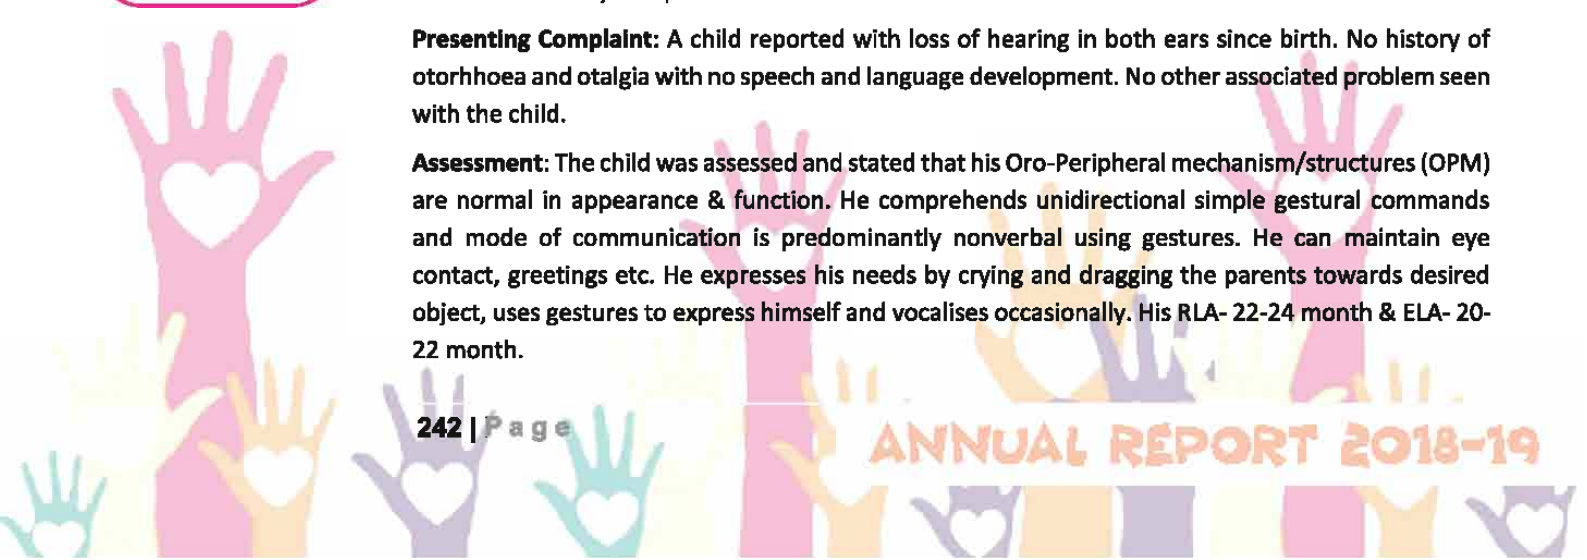 Presenting Complaint: A child reported with loss of hearing in both ears since birth. No history of
otorhhoea and otalgia with no speech and language development. No other associated problem seen
with the child.
Assessment: The child was assessed and stated that his Oro-Peripheral mechanism/structures (OPM)
are normal in appearance & function. He comprehends unidirectional simple gestural commands
and mode of communication is predominantly nonverbal using gestures. He can maintain eye
contact, greetings etc. He expresses his needs by crying and dragging the parents towards desired
object, uses gestures to express himself and vocalises occasionally. His RLA- 22-24 month & ELA- 20-
22 month.
242 | Page
ANNUAL REPORT 2018-19